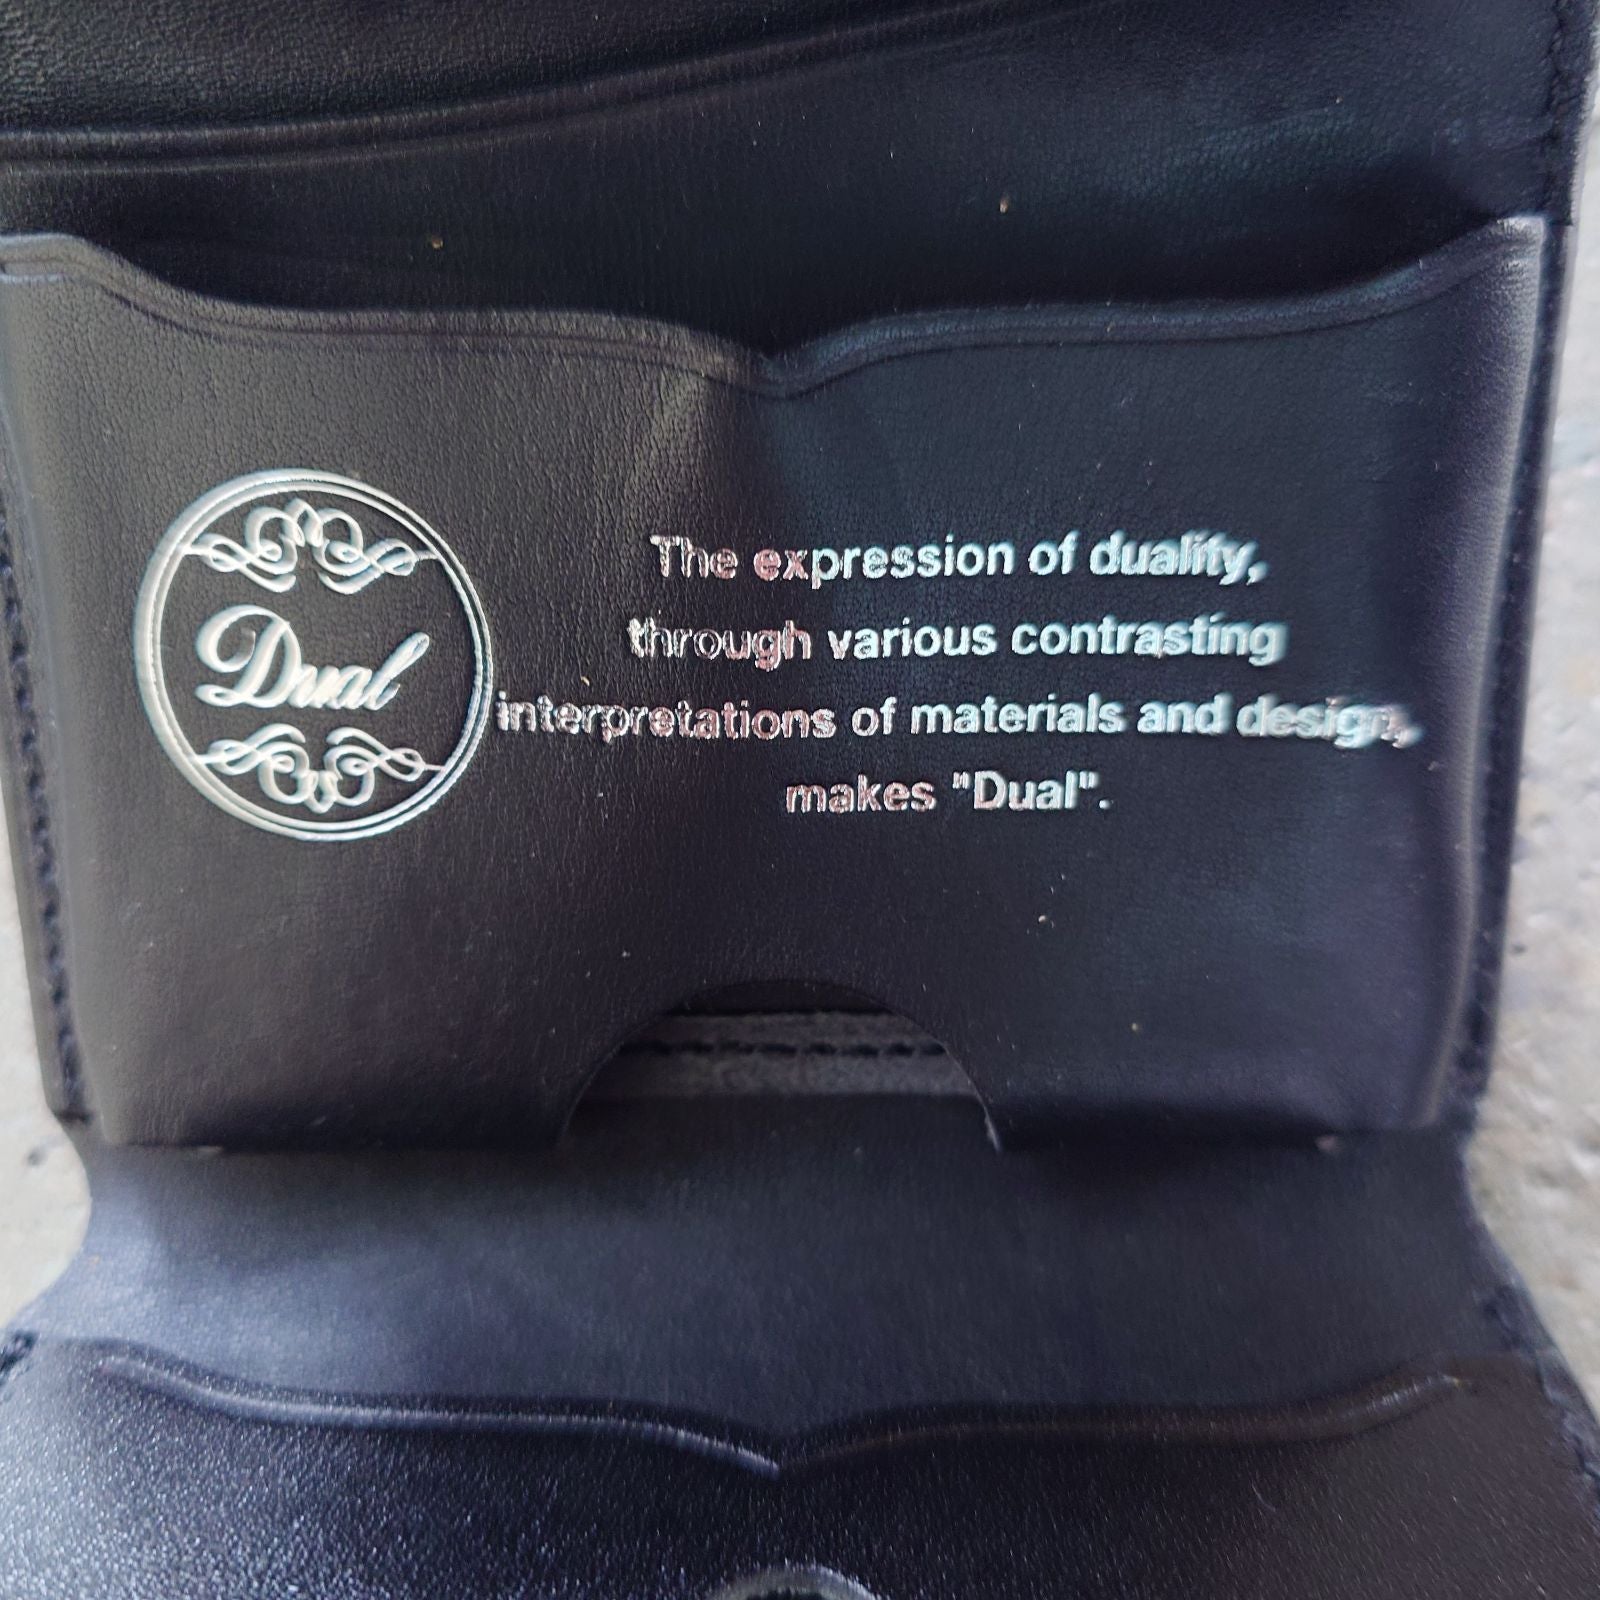 Dual
The expression of duality,
through various contrasting
interpretations of materials and design,
makes "Dual".